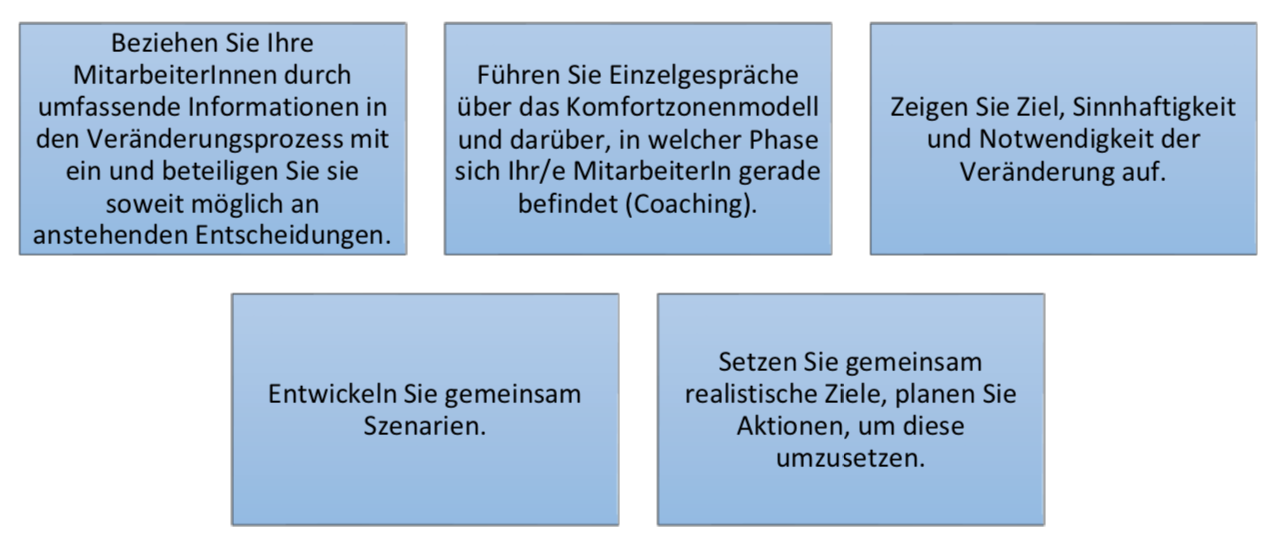 Beziehen Sie Ihre
MitarbeiterInnen durch
umfassende Informationen in
den Veränderungsprozess mit
ein und beteiligen Sie sie
soweit möglich an
anstehenden Entscheidungen.
Führen Sie Einzelgespräche
über das Komfortzonenmodell
und darüber, in welcher Phase
sich Ihr/e MitarbeiterIn gerade
befindet (Coaching).
Zeigen Sie Ziel, Sinnhaftigkeit
und Notwendigkeit der
Veränderung auf.
Entwickeln Sie gemeinsam
Szenarien.
Setzen Sie gemeinsam
realistische Ziele, planen Sie
Aktionen, um diese
umzusetzen.